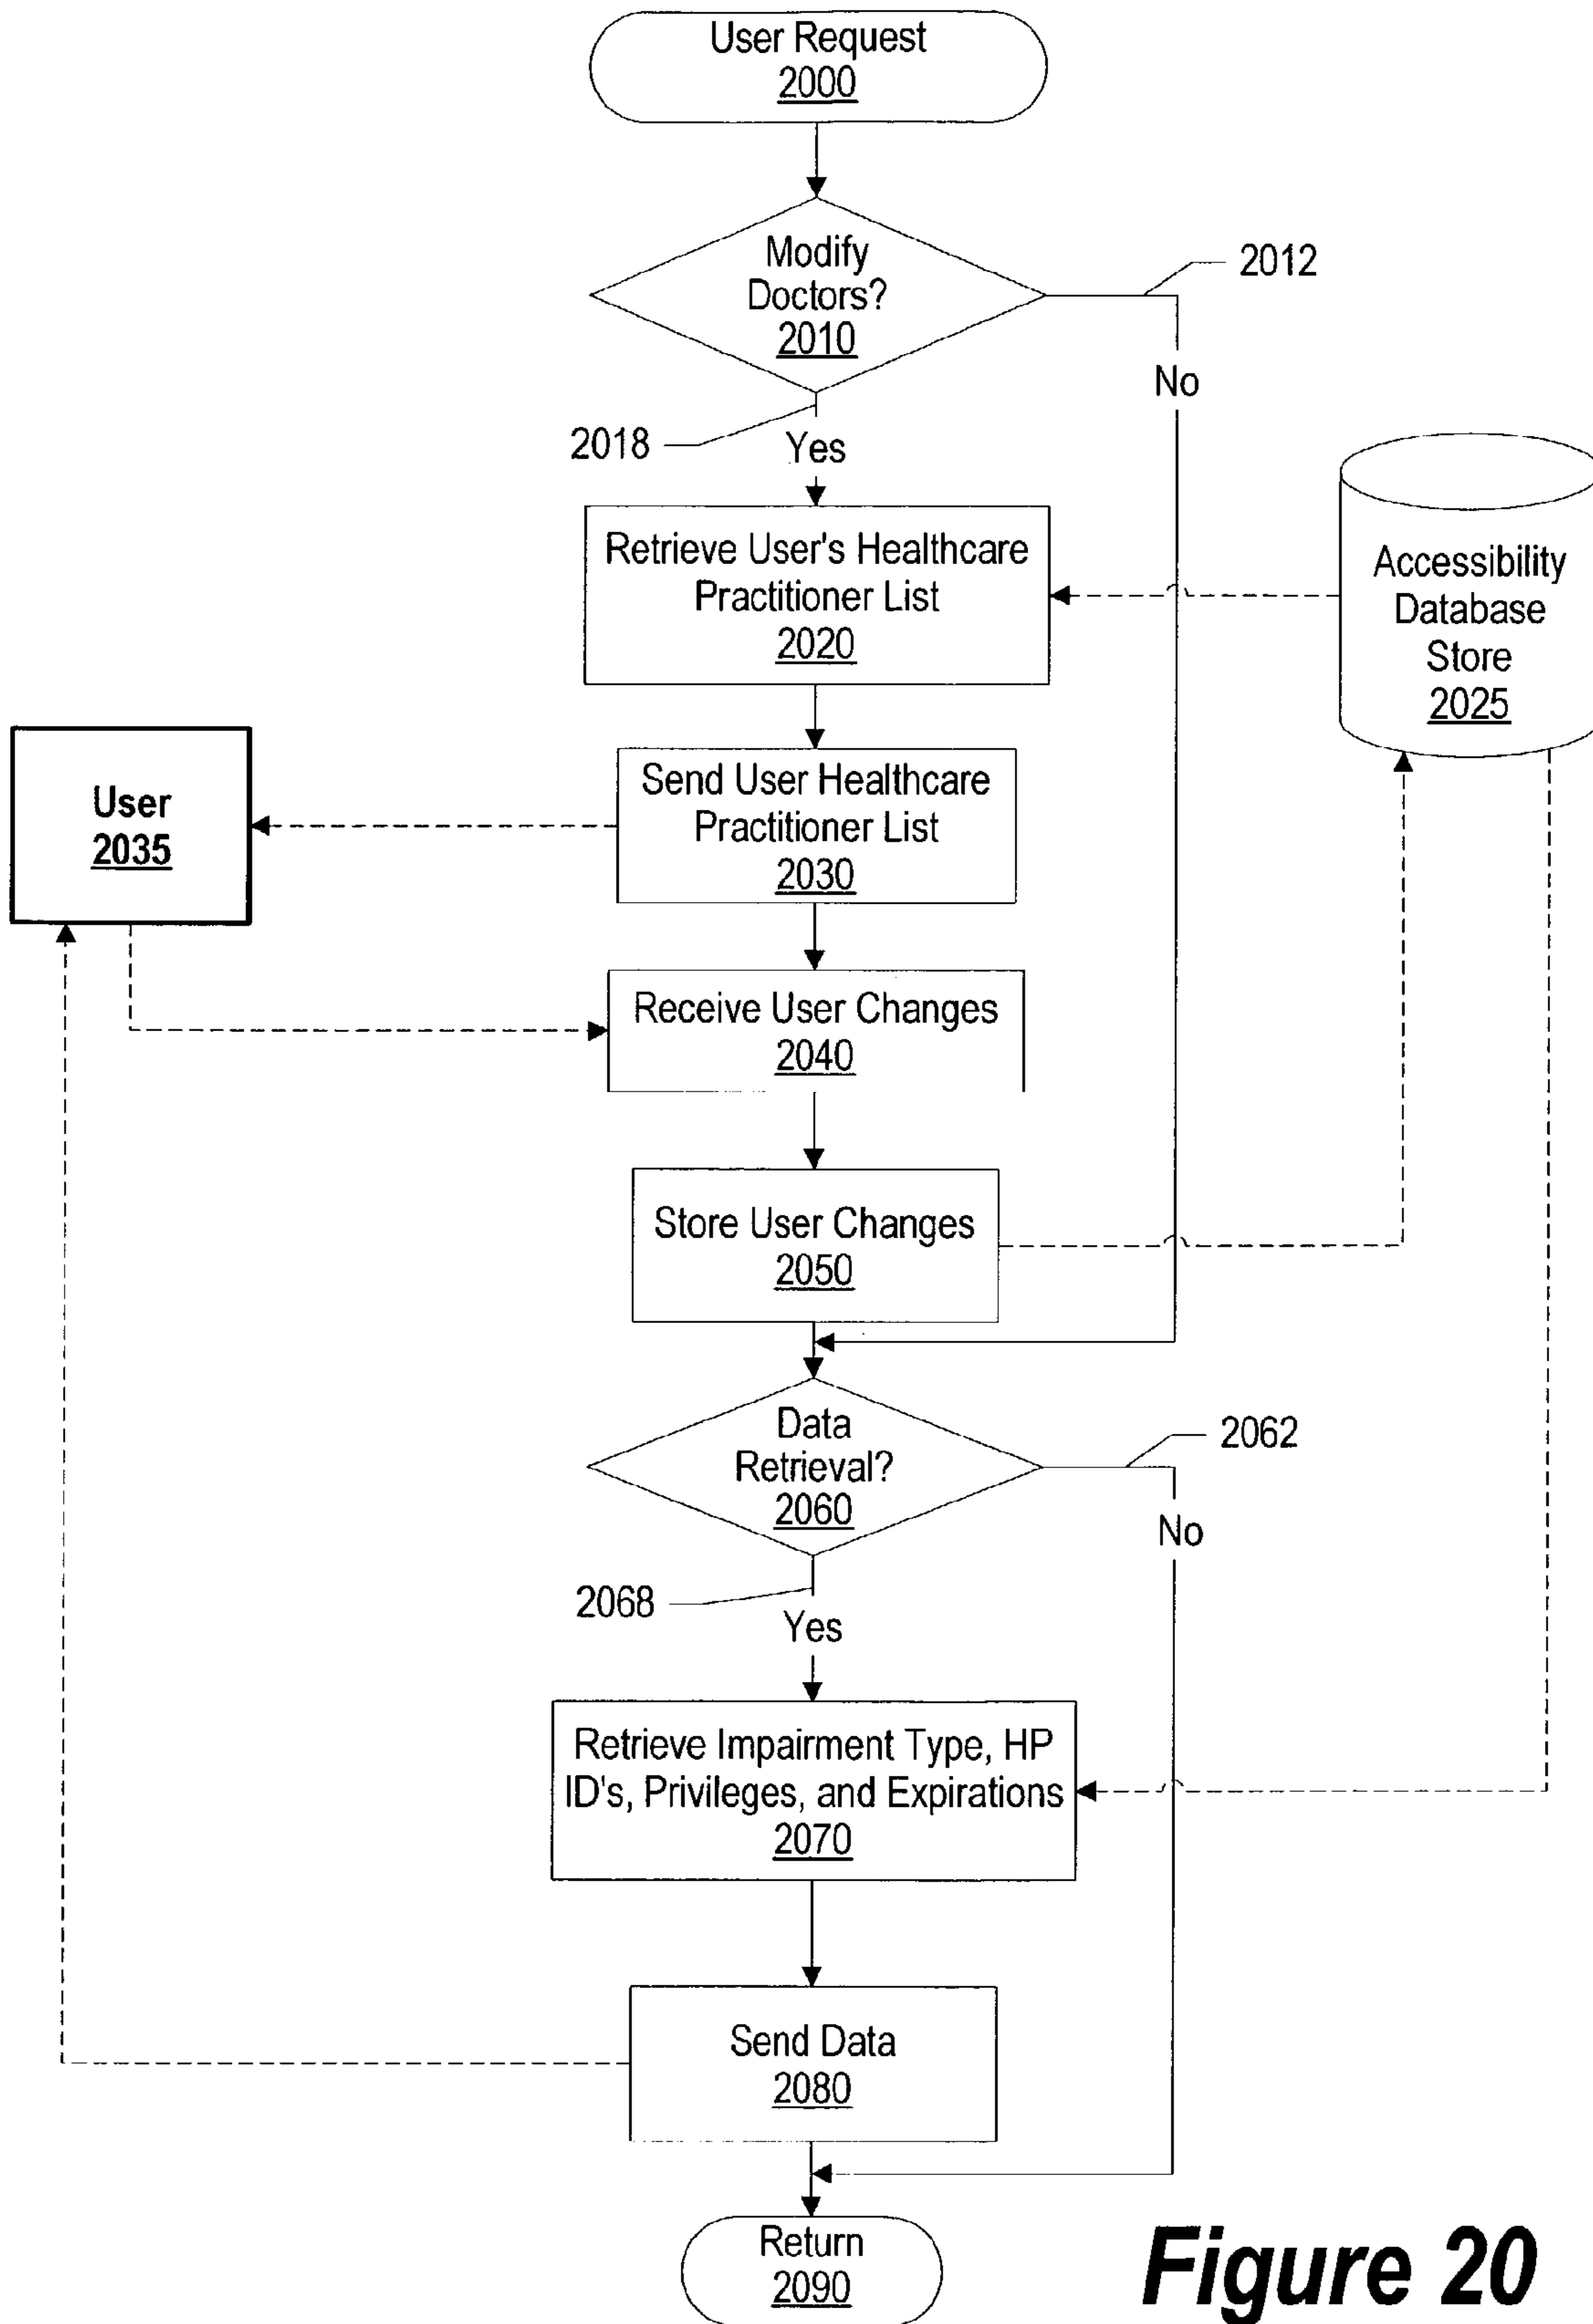 User Request
2000
Modify
Doctors?
2010
2012
No
2018
Yes
Retrieve User's Healthcare
Practitioner List
2020
Accessibility
Database
Store
2025
User
2035
Send User Healthcare
Practitioner List
2030
Receive User Changes
2040
Store User Changes
2050
Data
Retrieval?
2060
2062
No
2068
Yes
Retrieve Impairment Type, HP
ID's, Privileges, and Expirations
2070
Send Data
2080
Return
2090
Figure 20